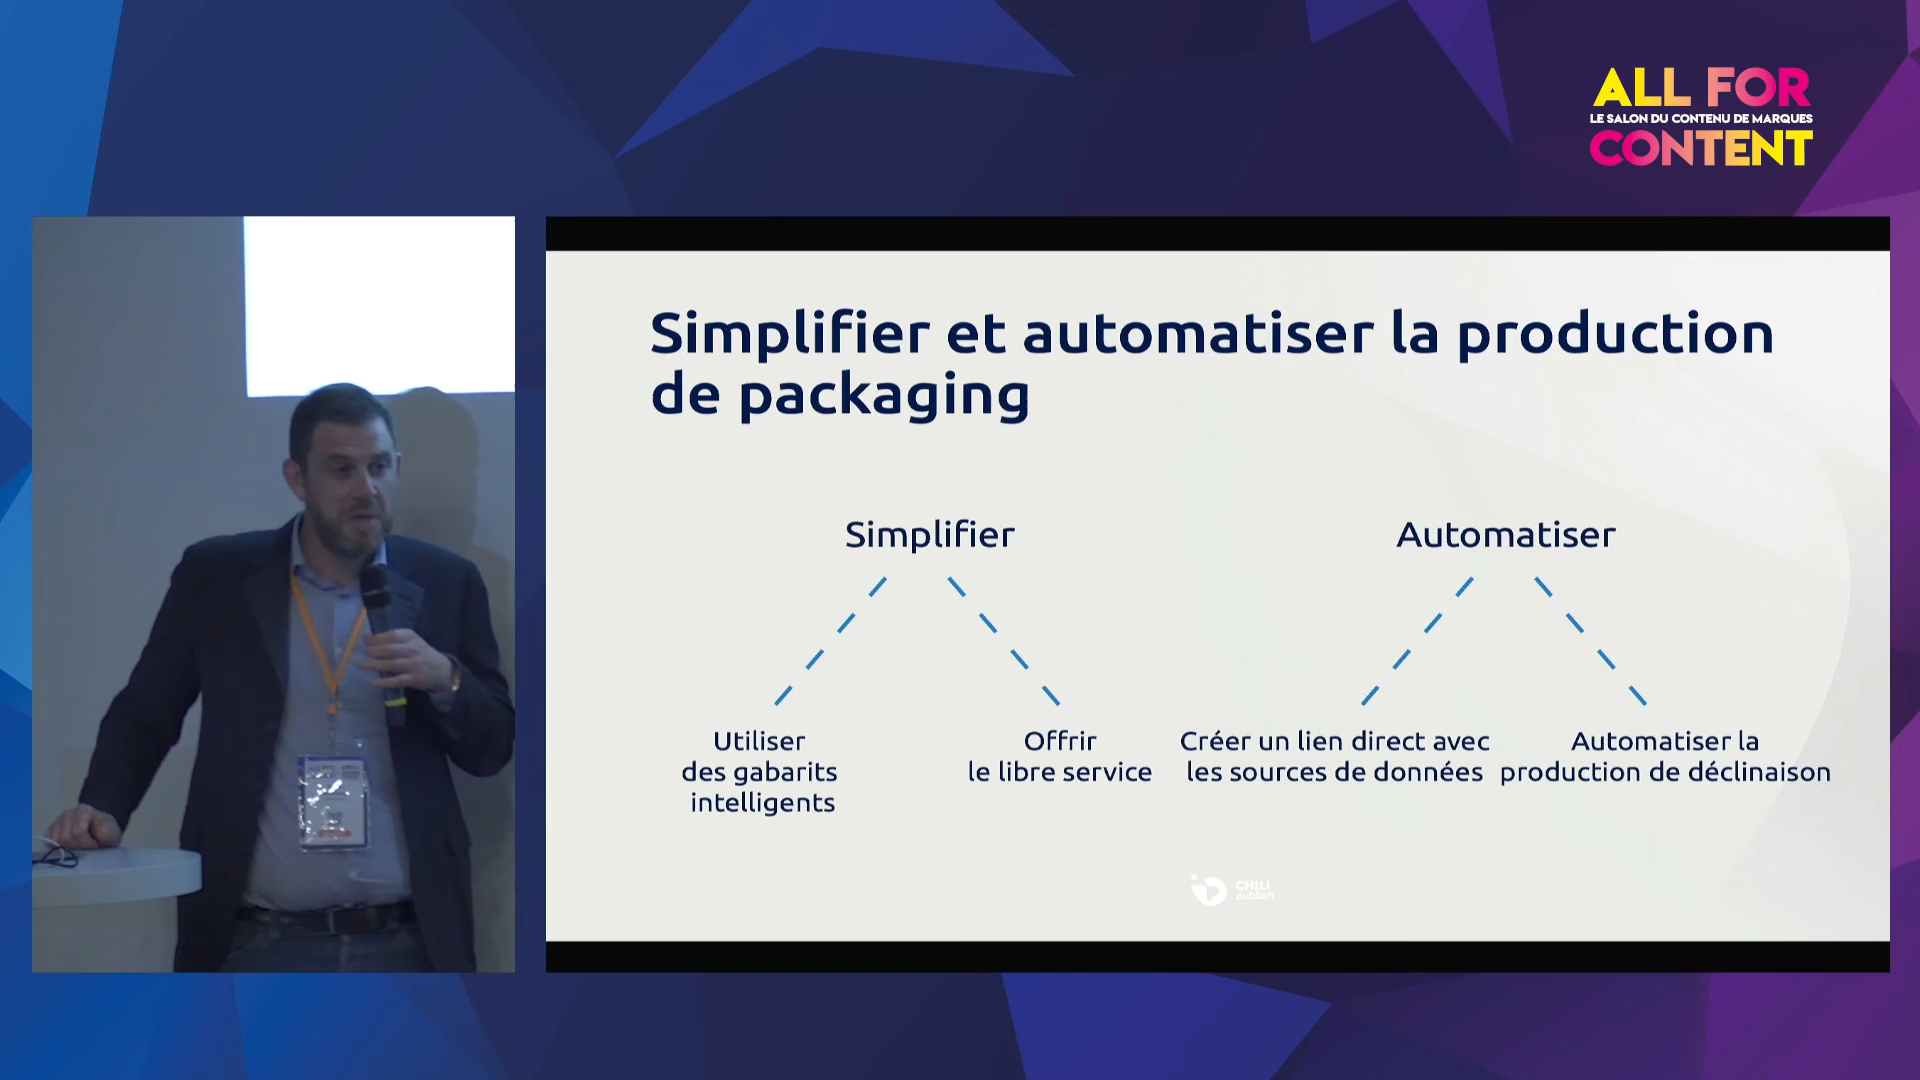 ALL FOR
LE SALON DU CONTENU DE MARQUES
CONTENT
Simplifier et automatiser la production
de packaging
Simplifier
Automatiser
Utiliser
des gabarits
intelligents
Offrir
le libre service
Créer un lien direct avec
les sources de données
Automatiser la
production de déclinaison
CHILI
publish